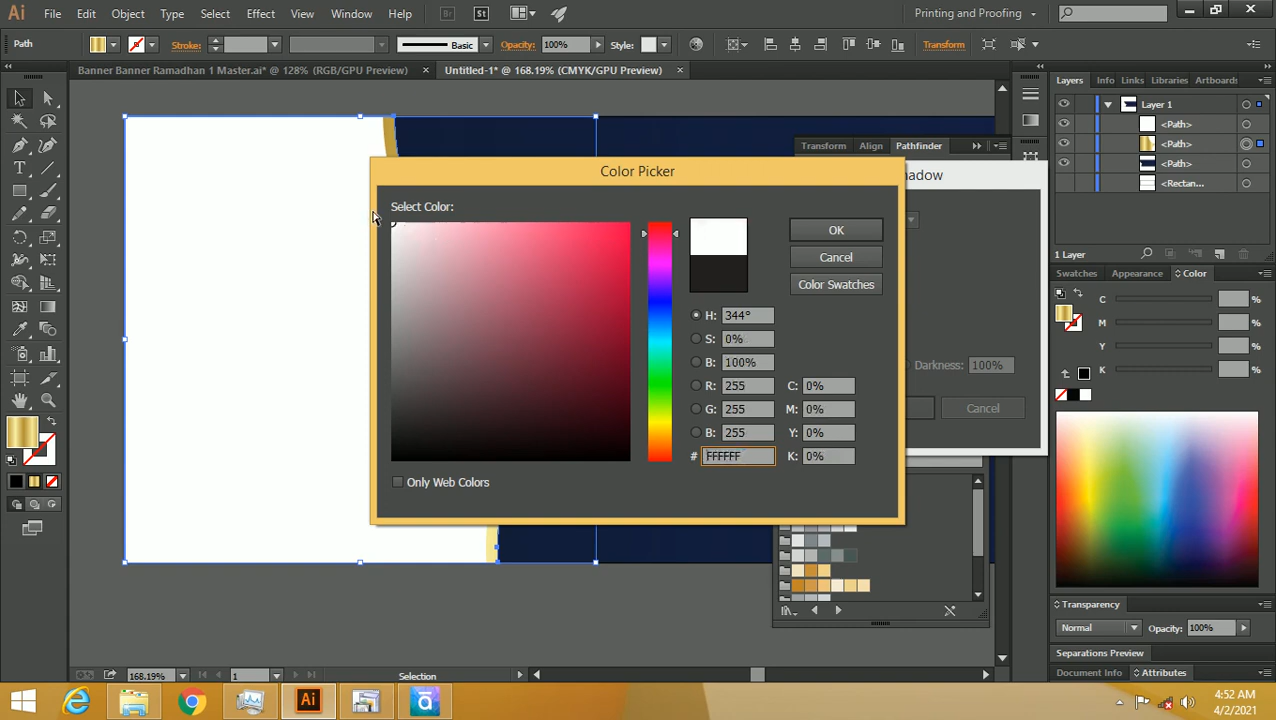 Ai File Edit Object Type Select Effect View Window Help Br St Printing and Proofing
Path Stroke: Basic Opacity: 100% Style: Transform
Banner Banner Ramadhan 1 Master.ai* @ 128% (RGB/GPU Preview) × Untitled-1* @ 168.19% (CMYK/GPU Preview) ×
Layers Info Links Libraries Artboards
Layer 1
<Path>
<Path>
<Path>
<Rectan...
1 Layer
Transform Align Pathfinder
Color Picker
Select Color:
OK
Cancel
Color Swatches
H: 344°
S: 0%
B: 100%
R: 255 C: 0%
G: 255 M: 0%
B: 255 Y: 0%
# FFFFFF K: 0%
Only Web Colors
Darkness: 100%
Cancel
Swatches Appearance Color
C %
M %
Y %
K %
Transparency
Normal Opacity: 100%
Separations Preview
Document Info Attributes
168.19% 1 Selection
Ai
4:52 AM
4/2/2021